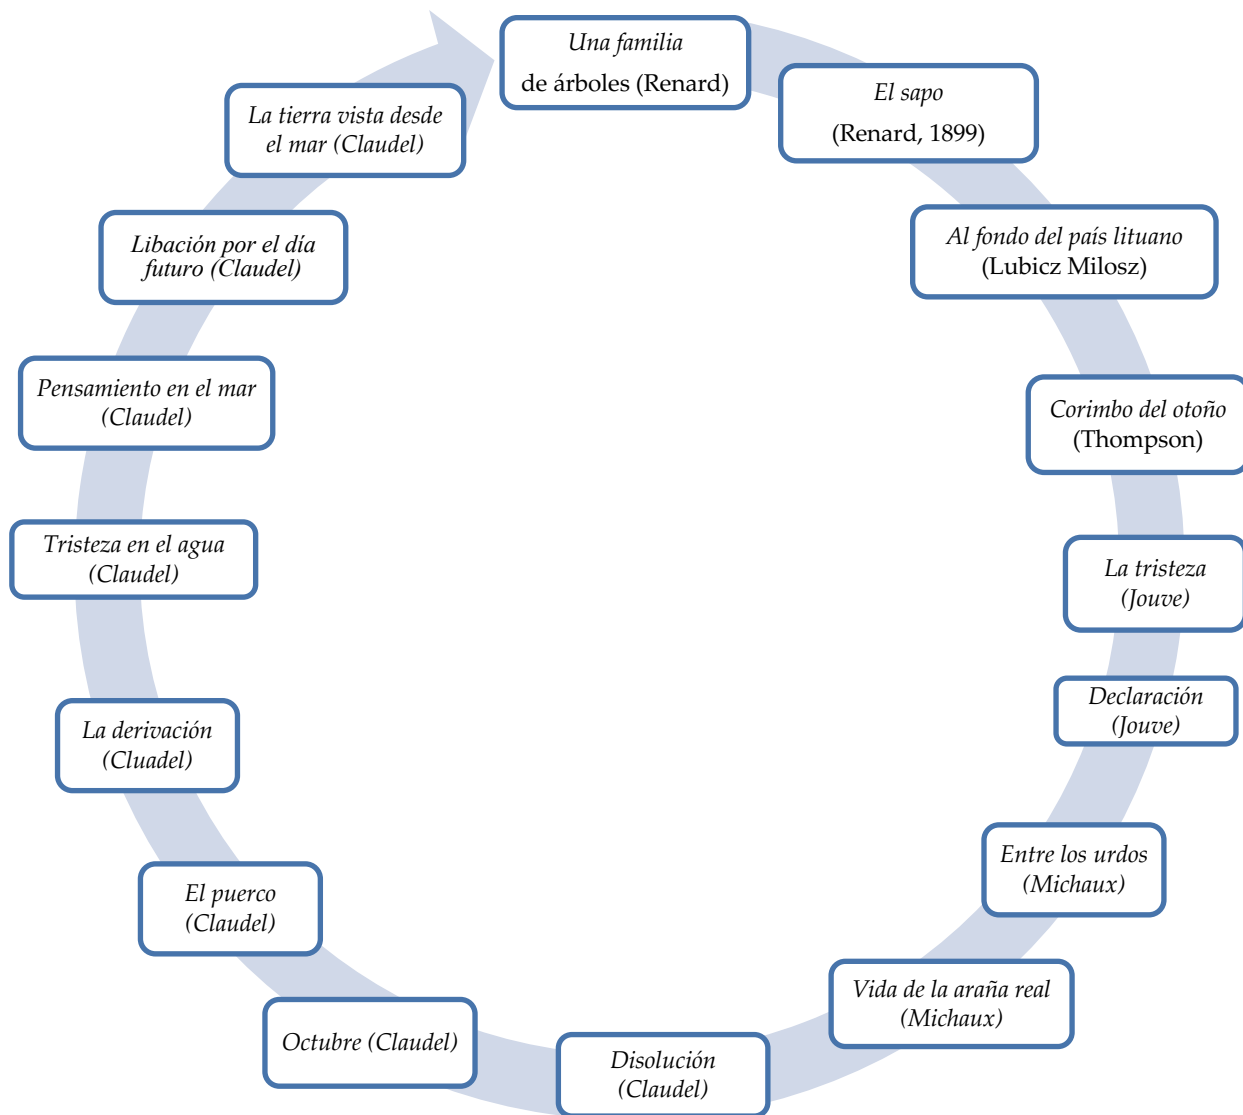 Una familia
de árboles (Renard)
El sapo
(Renard, 1899)
Al fondo del país lituano
(Lubicz Milosz)
Corimbo del otoño
(Thompson)
La tristeza
(Jouve)
Declaración
(Jouve)
Entre los urdos
(Michaux)
Vida de la araña real
(Michaux)
Disolución
(Claudel)
Octubre (Claudel)
El puerco
(Claudel)
La derivación
(Cluadel)
Tristeza en el agua
(Claudel)
Pensamiento en el mar
(Claudel)
Libación por el día
futuro (Claudel)
La tierra vista desde
el mar (Claudel)